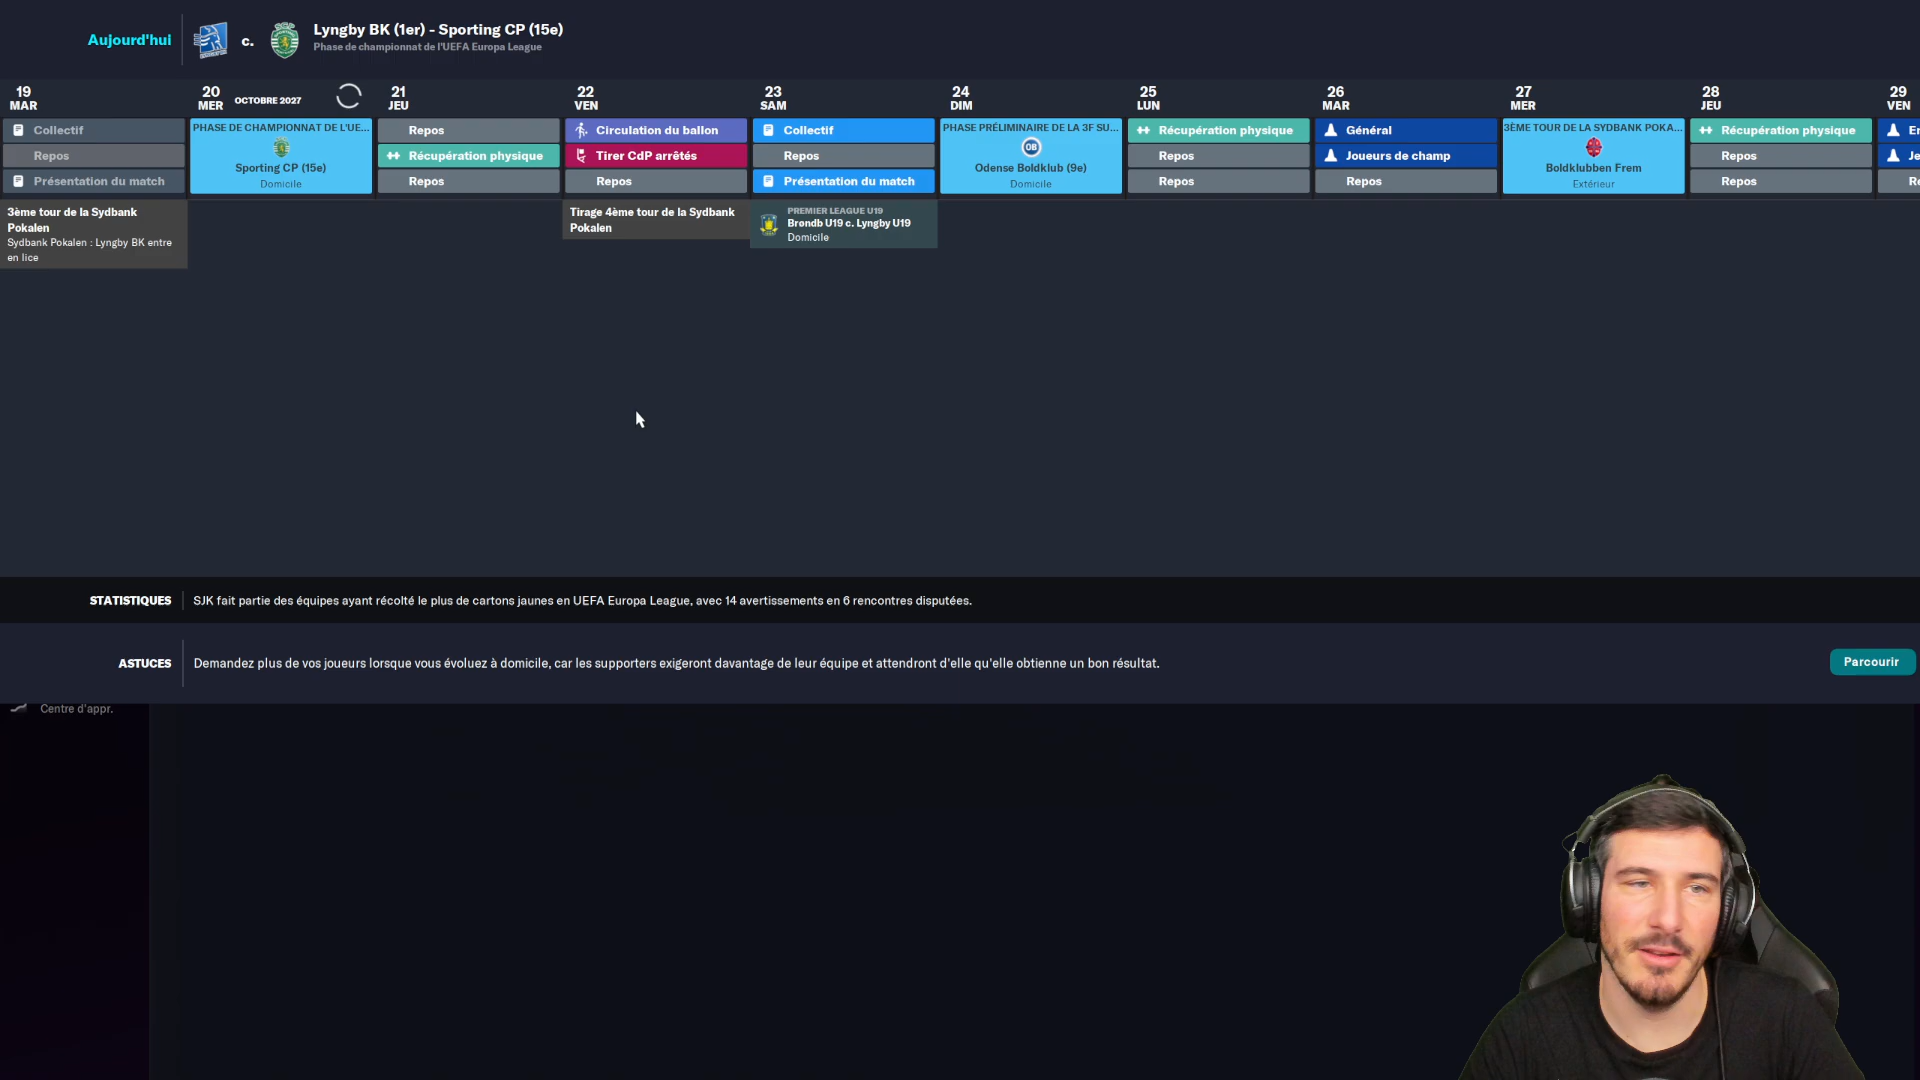 Aujourd'hui
c.
Lyngby BK (1er) - Sporting CP (15e)
Phase de championnat de l'UEFA Europa League
19
MAR
20
MER
OCTOBRE 2027
21
JEU
22
VEN
23
SAM
24
DIM
25
LUN
26
MAR
27
MER
28
JEU
29
VEN
Collectif
Repos
Présentation du match
PHASE DE CHAMPIONNAT DE L'UE...
Sporting CP (15e)
Domicile
Repos
Récupération physique
Repos
Circulation du ballon
Tirer CdP arrêtés
Repos
Collectif
Repos
Présentation du match
PHASE PRÉLIMINAIRE DE LA 3F SU...
OB
Odense Boldklub (9e)
Domicile
Récupération physique
Repos
Repos
Général
Joueurs de champ
Repos
3ÈME TOUR DE LA SYDBANK POKA...
Boldklubben Frem
Extérieur
Récupération physique
Repos
Repos
3ème tour de la Sydbank
Pokalen
Sydbank Pokalen : Lyngby BK entre
en lice
Tirage 4ème tour de la Sydbank
Pokalen
PREMIER LEAGUE U19
Brøndb U19 c. Lyngby U19
Domicile
STATISTIQUES
SJK fait partie des équipes ayant récolté le plus de cartons jaunes en UEFA Europa League, avec 14 avertissements en 6 rencontres disputées.
ASTUCES
Demandez plus de vos joueurs lorsque vous évoluez à domicile, car les supporters exigeront davantage de leur équipe et attendront d'elle qu'elle obtienne un bon résultat.
Parcourir
Centre d'appr.